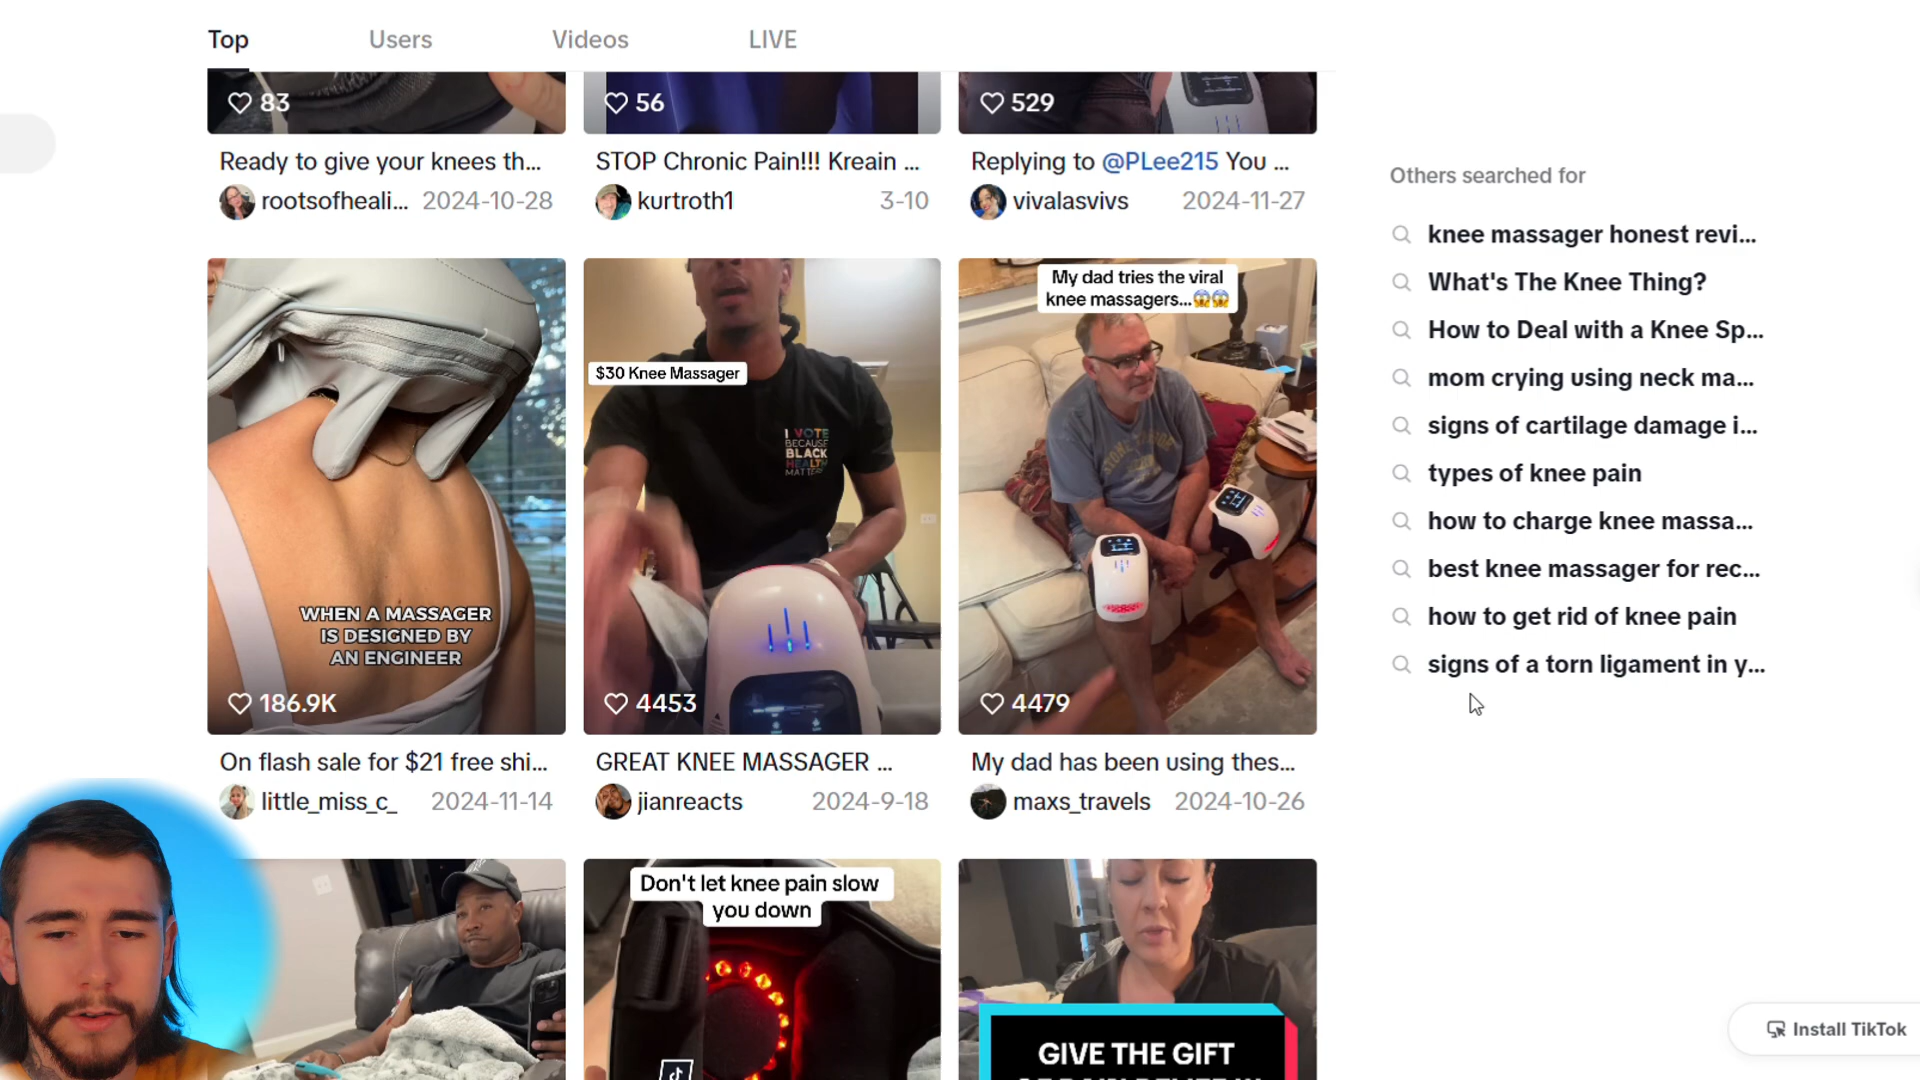 Top
Users
Videos
LIVE
83
56
529
Ready to give your knees th...
STOP Chronic Pain!!! Kreain ...
Replying to @PLee215 You ...
rootsofheali...
2024-10-28
kurtroth1
3-10
vivalasvivs
2024-11-27
Others searched for
knee massager honest revi...
What's The Knee Thing?
How to Deal with a Knee Sp...
mom crying using neck ma...
signs of cartilage damage i...
types of knee pain
how to charge knee massa...
best knee massager for rec...
how to get rid of knee pain
signs of a torn ligament in y...
WHEN A MASSAGER
IS DESIGNED BY
AN ENGINEER
186.9K
$30 Knee Massager
I VOTE
BECAUSE
BLACK
HEALTH
MATTERS
4453
My dad tries the viral
knee massagers...😱😱
4479
On flash sale for $21 free shi...
GREAT KNEE MASSAGER ...
My dad has been using thes...
little_miss_c_
2024-11-14
jianreacts
2024-9-18
maxs_travels
2024-10-26
Don't let knee pain slow
you down
GIVE THE GIFT
Install TikTok